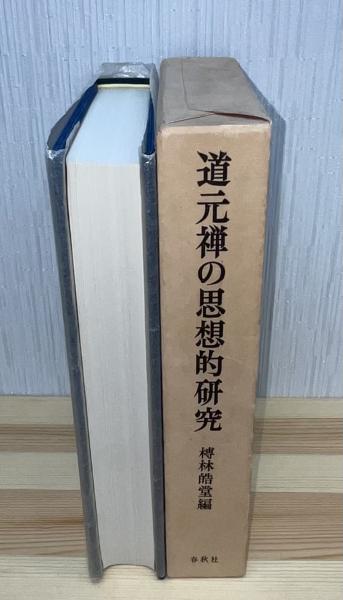 道元禅の思想的研究
榑林皓堂編
春秋社